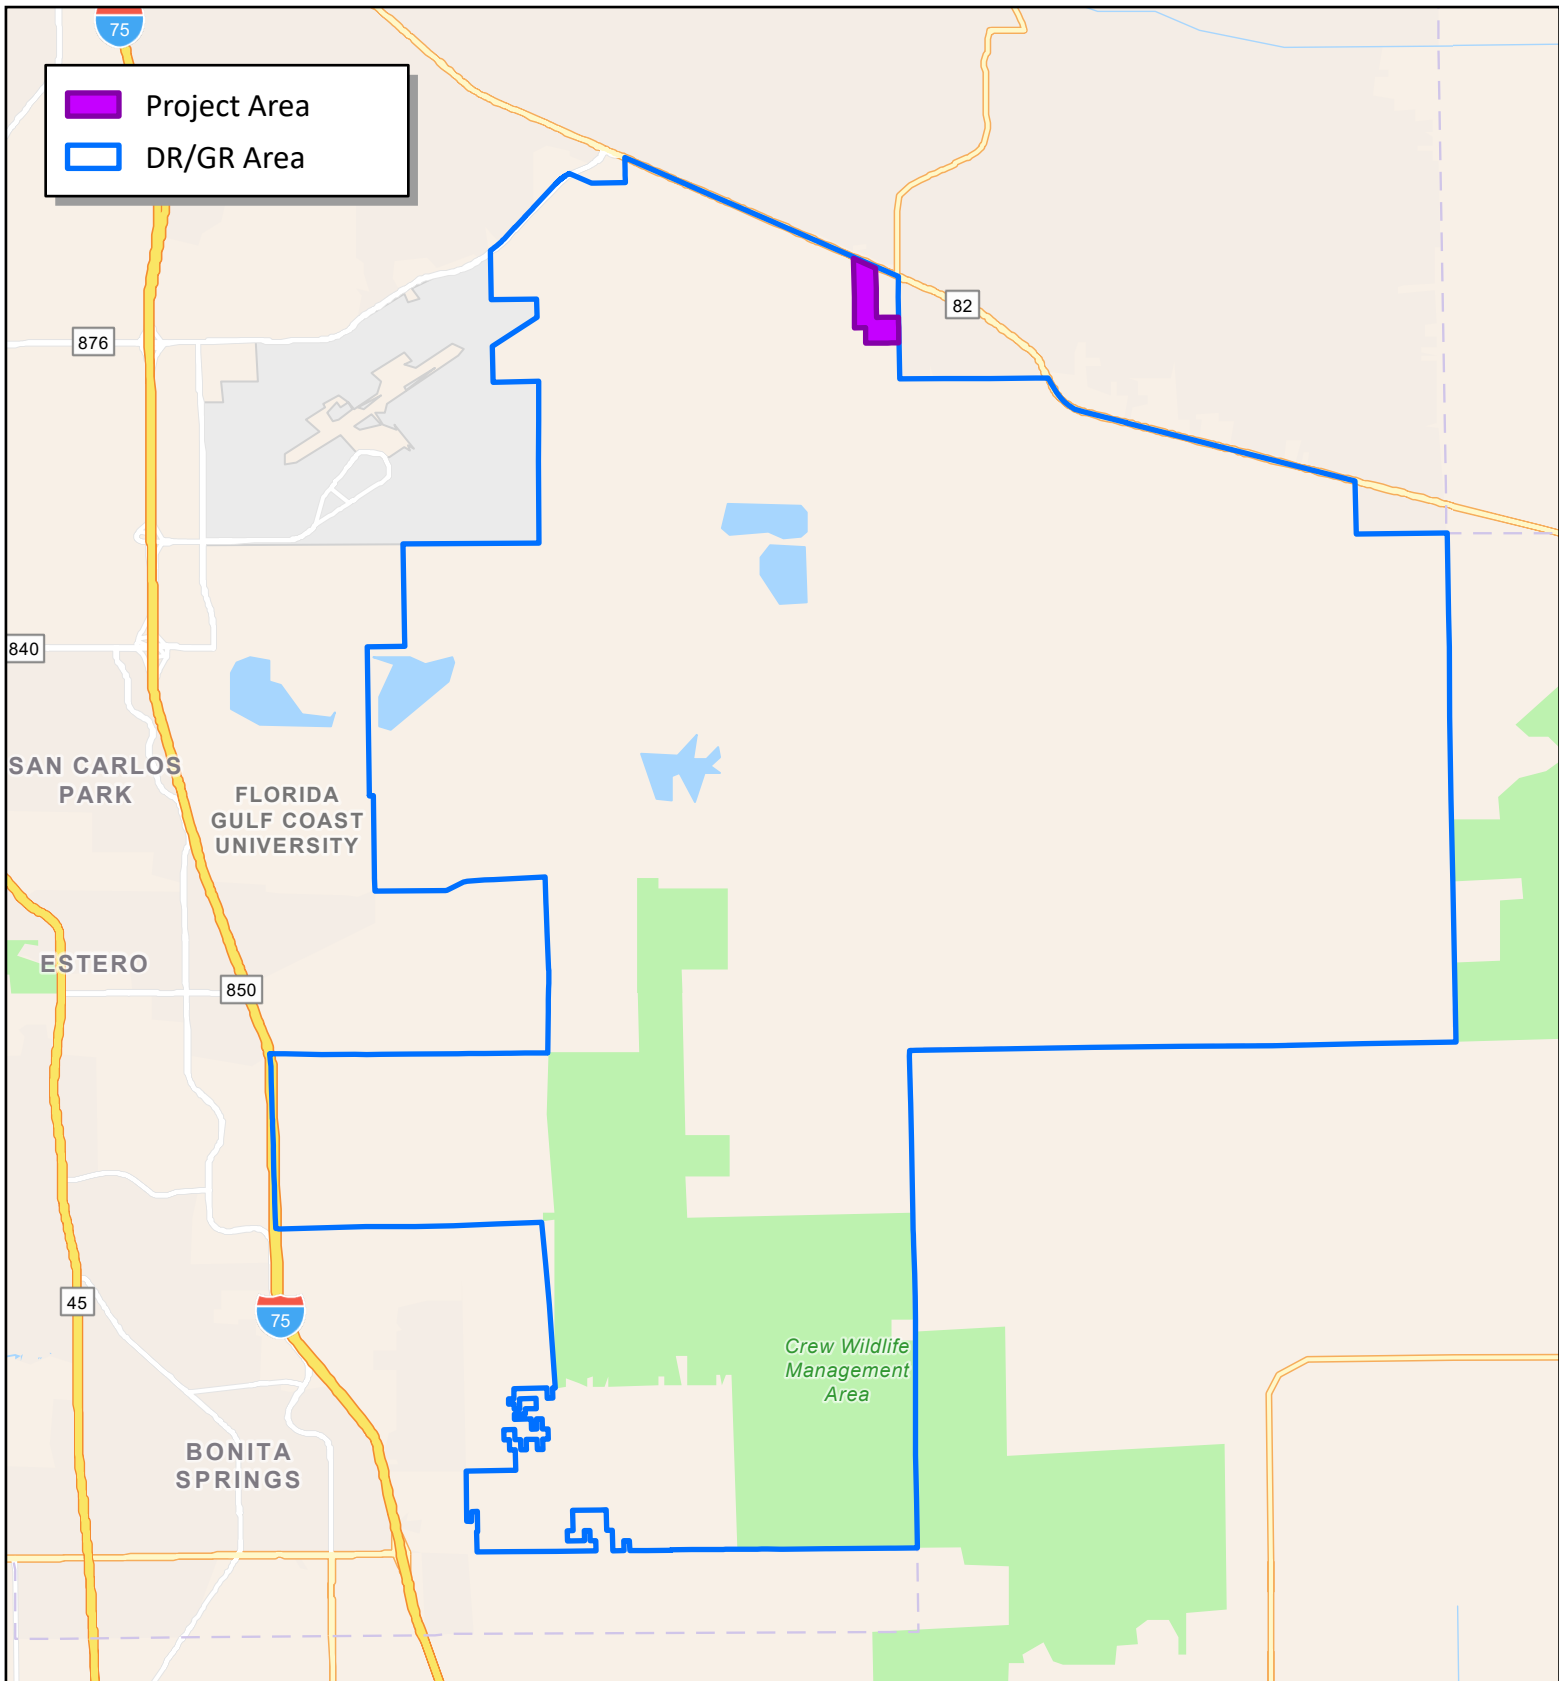 75
Project Area
DR/GR Area
82
876
840
SAN CARLOS
PARK
FLORIDA
GULF COAST
UNIVERSITY
ESTERO
850
45
75
Crew Wildlife
Management
Area
BONITA
SPRINGS